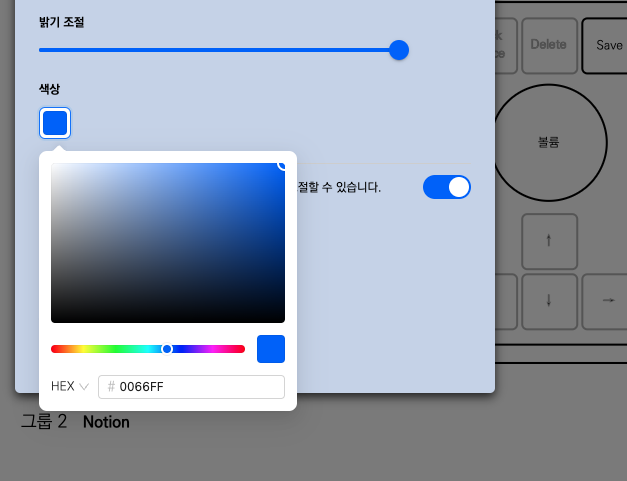 밝기 조절
색상
절할 수 있습니다.
HEX
# 0066FF
그룹 2 Notion
Delete
Save
볼륨
↑
↓ →